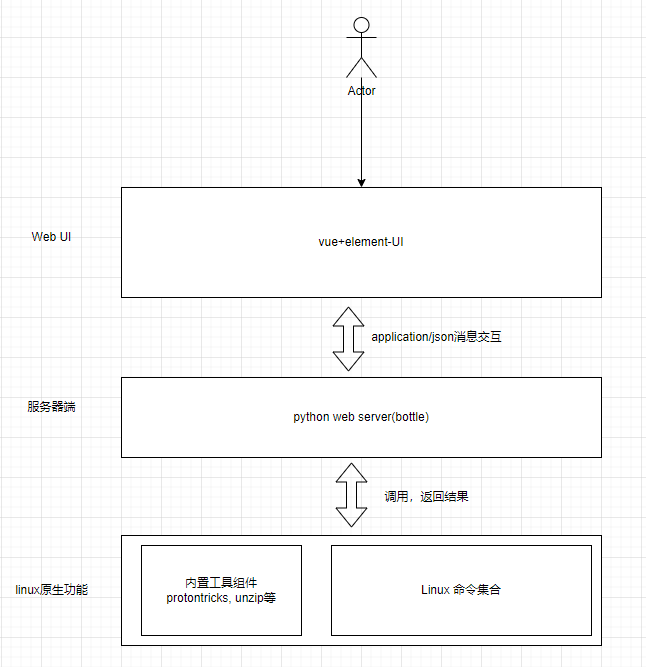 Actor
Web UI
vue+element-UI
application/json消息交互
服务器端
python web server(bottle)
调用，返回结果
linux原生功能
内置工具组件
protontricks, unzip等
Linux 命令集合